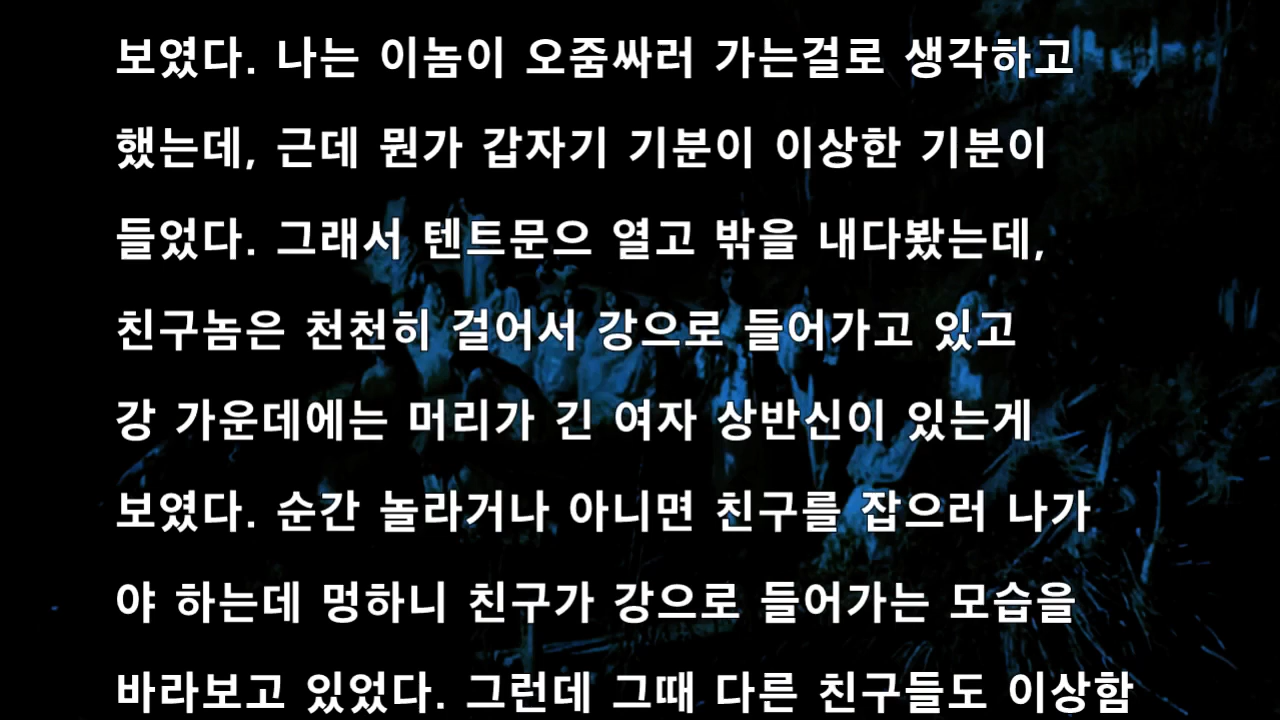 보였다. 나는 이놈이 오줌싸러 가는걸로 생각하고
했는데, 근데 뭔가 갑자기 기분이 이상한 기분이
들었다. 그래서 텐트문으 열고 밖을 내다봤는데,
친구놈은 천천히 걸어서 강으로 들어가고 있고
강 가운데에는 머리가 긴 여자 상반신이 있는게
보였다. 순간 놀라거나 아니면 친구를 잡으러 나가
야 하는데 멍하니 친구가 강으로 들어가는 모습을
바라보고 있었다. 그런데 그때 다른 친구들도 이상함